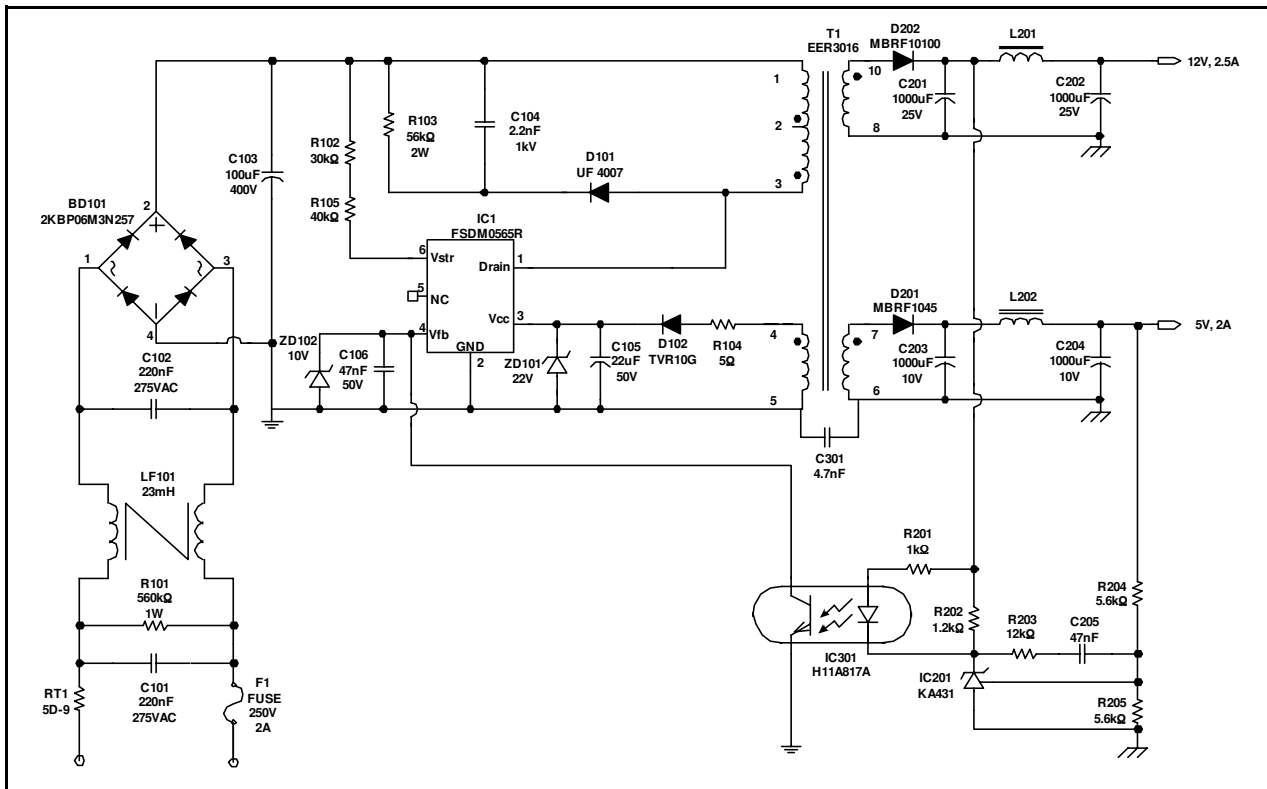 D202
MBRF10100
T1
EER3016
L201
12V, 2.5A
1
10
C201
1000uF
25V
C202
1000uF
25V
R103
56kΩ
2W
C104
2.2nF
1kV
2
8
R102
30kΩ
C103
100uF
400V
D101
UF 4007
3
R105
40kΩ
BD101
2KBP06M3N257
2
1
3
4
IC1
FSDM0565R
6
Vstr
Drain
1
5
NC
Vcc
3
4
Vfb
GND
2
D201
MBRF1045
L202
5V, 2A
4
7
D102
TVR10G
R104
5Ω
ZD102
10V
C106
47nF
50V
ZD101
22V
C105
22uF
50V
C203
1000uF
10V
C204
1000uF
10V
C102
220nF
275VAC
5
6
C301
4.7nF
LF101
23mH
R201
1kΩ
R101
560kΩ
1W
R204
5.6kΩ
R202
1.2kΩ
R203
12kΩ
C205
47nF
IC301
H11A817A
IC201
KA431
R205
5.6kΩ
RT1
5D-9
C101
220nF
275VAC
F1
FUSE
250V
2A